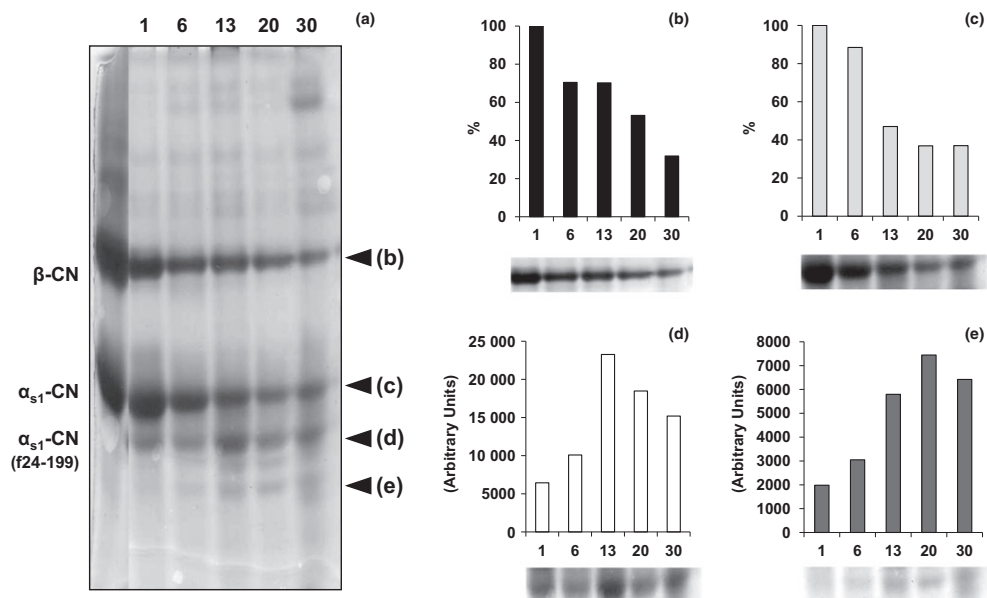 1 6 13 20 30 (a)
β-CN
αs1-CN
αs1-CN
(f24-199)
(b)
(c)
(d)
(e)
(b)
100
80
60
40
20
0
%
1 6 13 20 30
(c)
100
80
60
40
20
0
%
1 6 13 20 30
(d)
25 000
20 000
15 000
10 000
5000
0
(Arbitrary Units)
1 6 13 20 30
(e)
8000
7000
6000
5000
4000
3000
2000
1000
0
(Arbitrary Units)
1 6 13 20 30